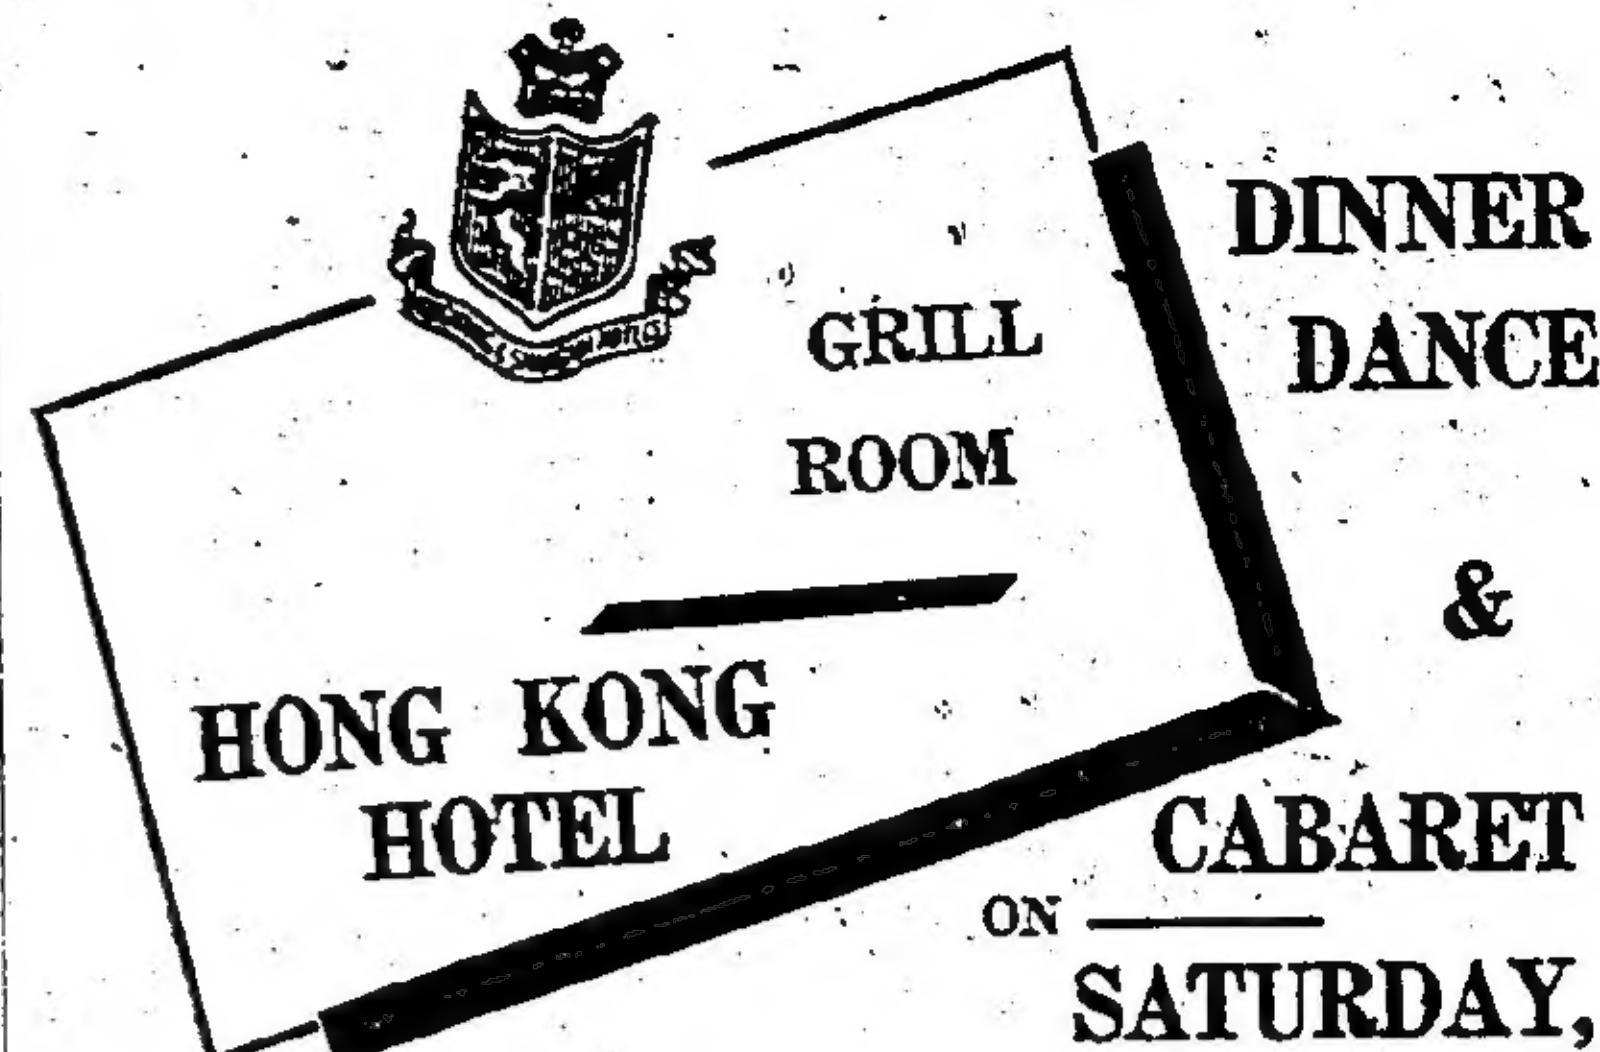 GRILL
ROOM
HONG KONG
HOTEL
DINNER
DANCE
&
CABARET
ON
SATURDAY,